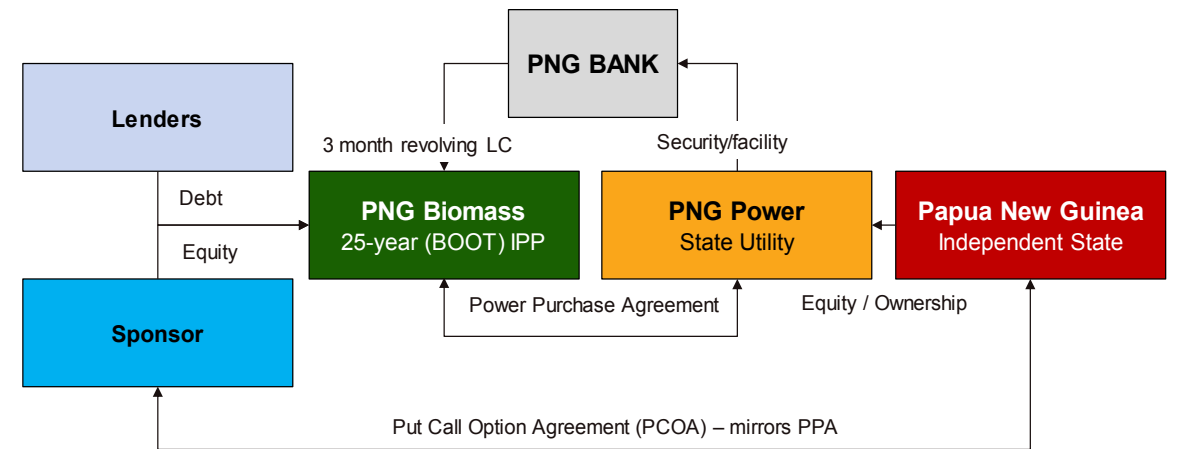 PNG BANK
Lenders
3 month revolving LC
Security/facility
Debt
PNG Biomass
25-year (BOOT) IPP
PNG Power
State Utility
Papua New Guinea
Independent State
Equity
Power Purchase Agreement
Equity / Ownership
Sponsor
Put Call Option Agreement (PCOA) – mirrors PPA